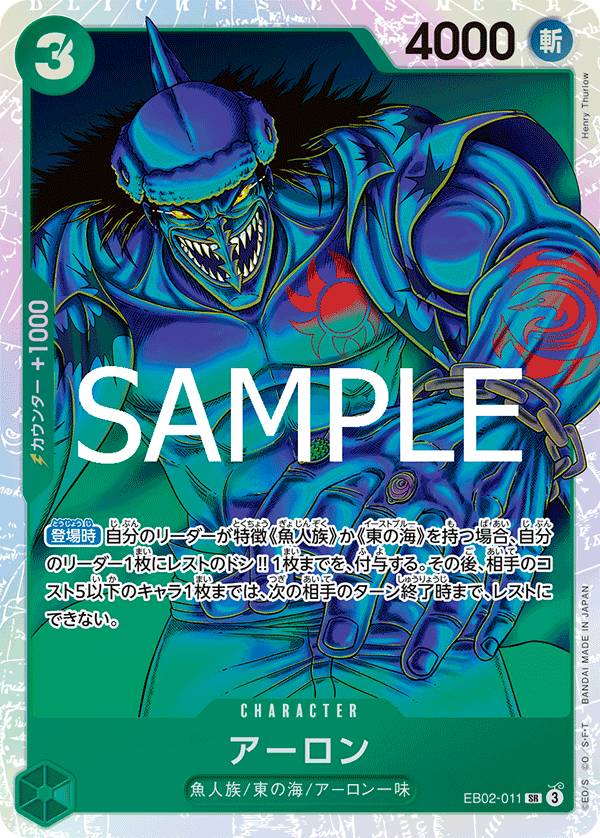 3
4000
斬
Henry Thurlow
カウンター +1000
SAMPLE
登場時 自分のリーダーが特徴《魚人族》か《東の海》を持つ場合、自分
のリーダー1枚にレストのドン!!1枚までを、付与する。その後、相手のコ
スト5以下のキャラ1枚までは、次の相手のターン終了時まで、レストに
できない。
©EO/S ©O/S・F・T BANDAI MADE IN JAPAN
CHARACTER
アーロン
魚人族/東の海/アーロン一味
EB02-011 SR 3